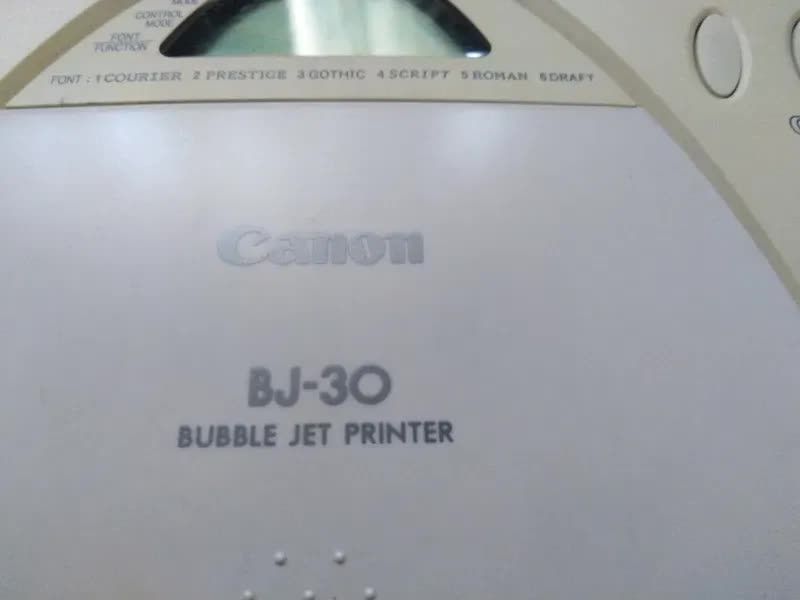 MODE
CONTROL
MODE
FONT
FUNCTION
FONT : 1 COURIER 2 PRESTIGE 3 GOTHIC 4 SCRIPT 5 ROMAN 6 DRAFT
Canon
BJ-30
BUBBLE JET PRINTER